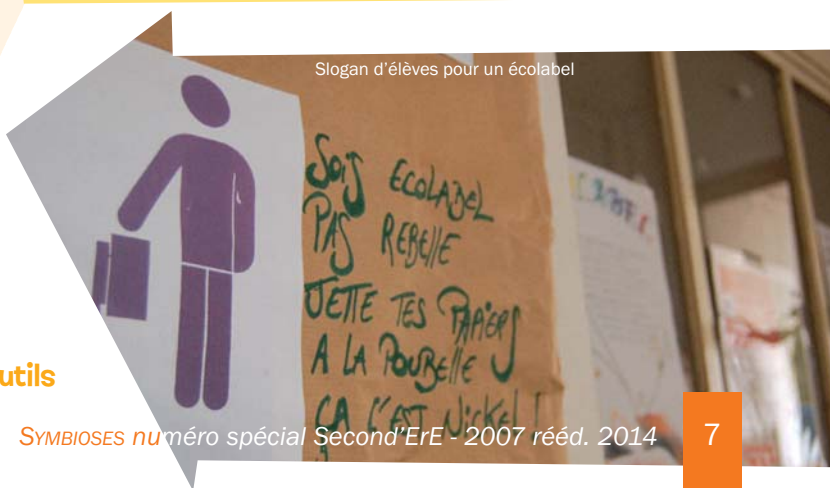 Slogan d'élèves pour un écolabel
SOIS ECOLABEL
PAS REBELLE
JETTE TES PAPIERS
A LA POUBELLE
ÇA C'EST NICKEL !
utils
SYMBIOSES numéro spécial Second'ErE - 2007 rééd. 2014
7